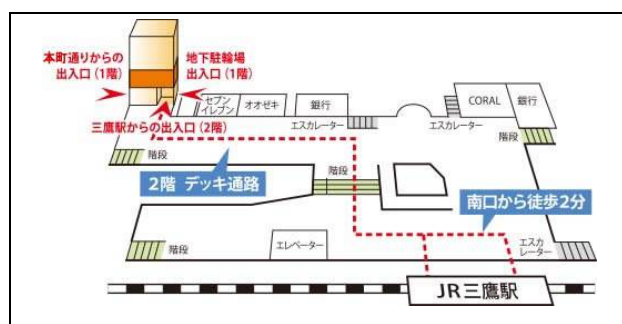 本町通りからの
出入口(1階)
地下駐輪場
出入口(1階)
三鷹駅からの出入口(2階)
セブン
イレブン
オオゼキ
銀行
エスカレーター
エスカレーター
CORAL
銀行
階段
階段
階段
2階 デッキ通路
南口から徒歩2分
階段
エレベーター
エスカ
レーター
JR三鷹駅